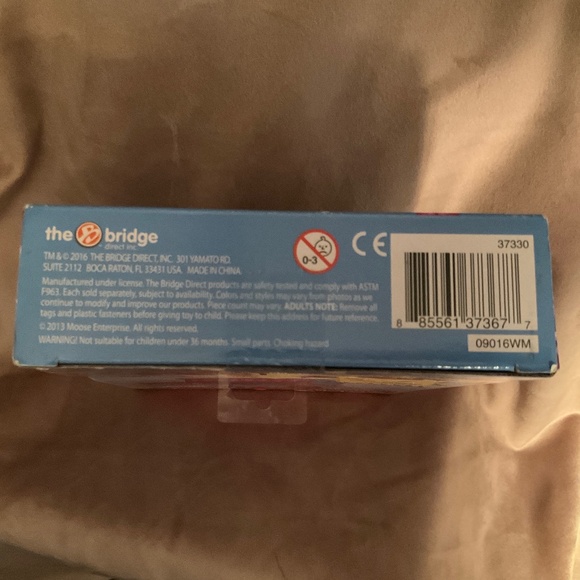 the bridge
direct inc.
TM & © 2016 THE BRIDGE DIRECT, INC. 301 YAMATO RD,
SUITE 2112 BOCA RATON, FL 33431 USA. MADE IN CHINA.
Manufactured under license. The Bridge Direct products are safety tested and comply with ASTM
F963. Each sold separately, subject to availability. Colors and styles may vary from photos as we
continue to modify and improve our products. Piece count may vary. ADULTS NOTE: Remove all
tags and plastic fasteners before giving toy to child. Please keep this address for future reference.
© 2013 Moose Enterprise. All rights reserved.
WARNING! Not suitable for children under 36 months. Small parts. Choking hazard.
0-3
CE
37330
8 85561 37367 7
09016WM